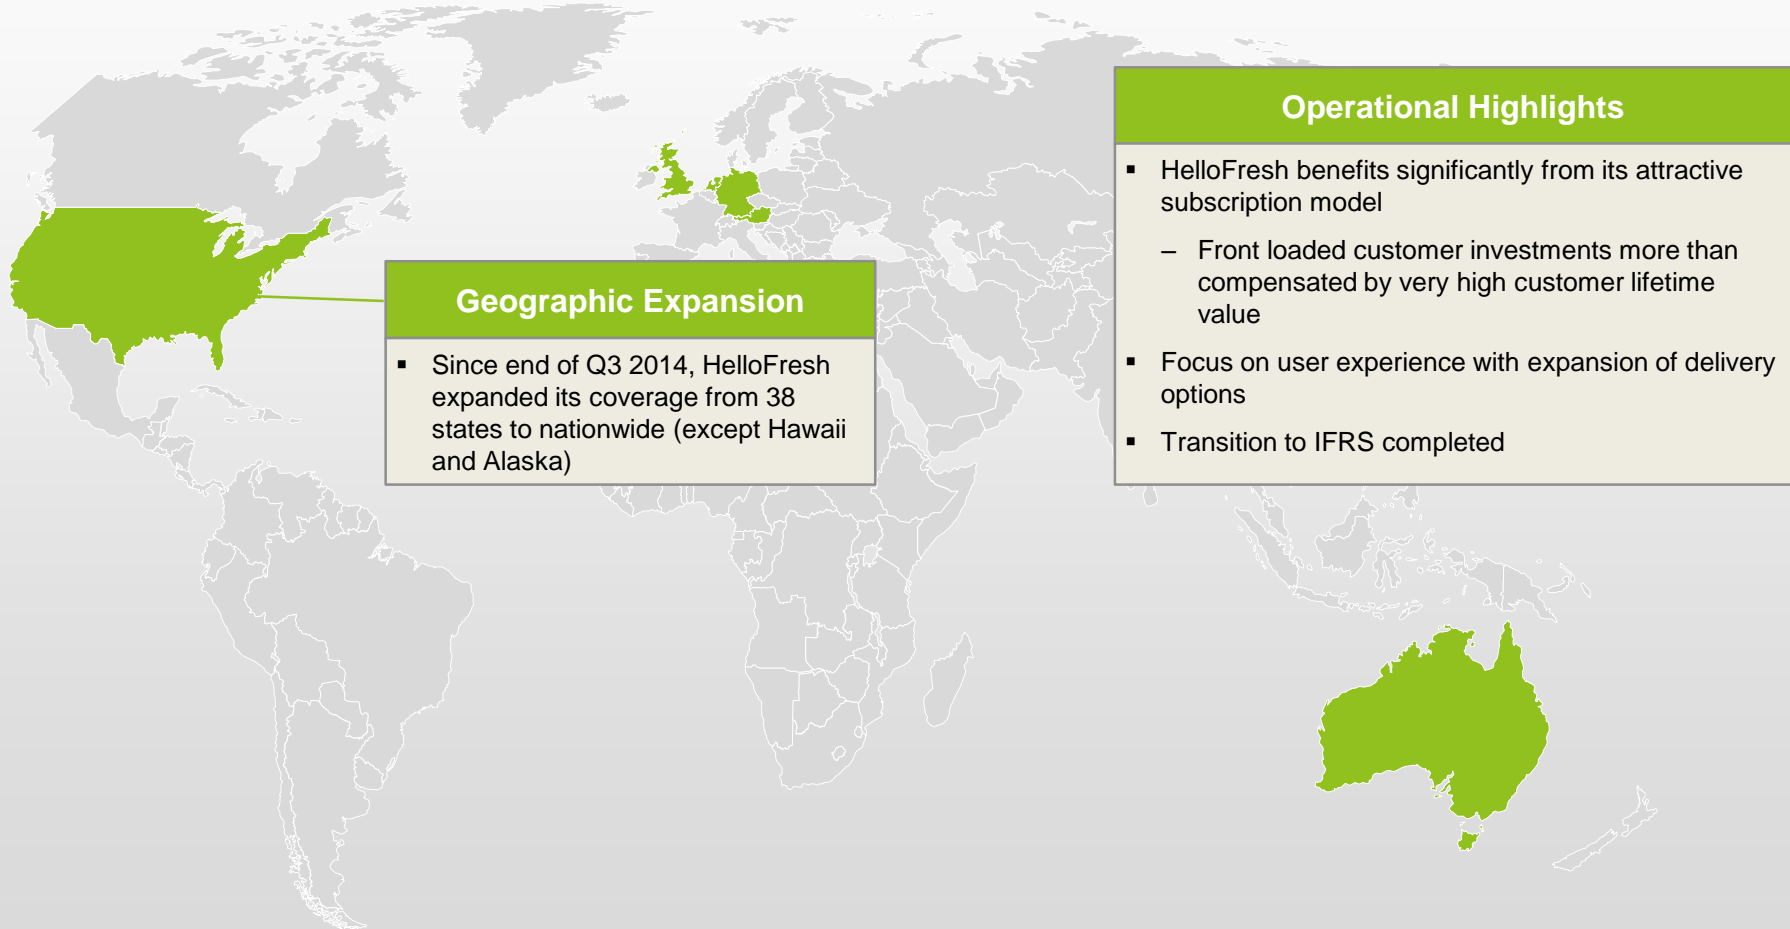 Operational Highlights
▪ HelloFresh benefits significantly from its attractive
subscription model
– Front loaded customer investments more than
compensated by very high customer lifetime
value
▪ Focus on user experience with expansion of delivery
options
▪ Transition to IFRS completed
Geographic Expansion
▪ Since end of Q3 2014, HelloFresh
expanded its coverage from 38
states to nationwide (except Hawaii
and Alaska)